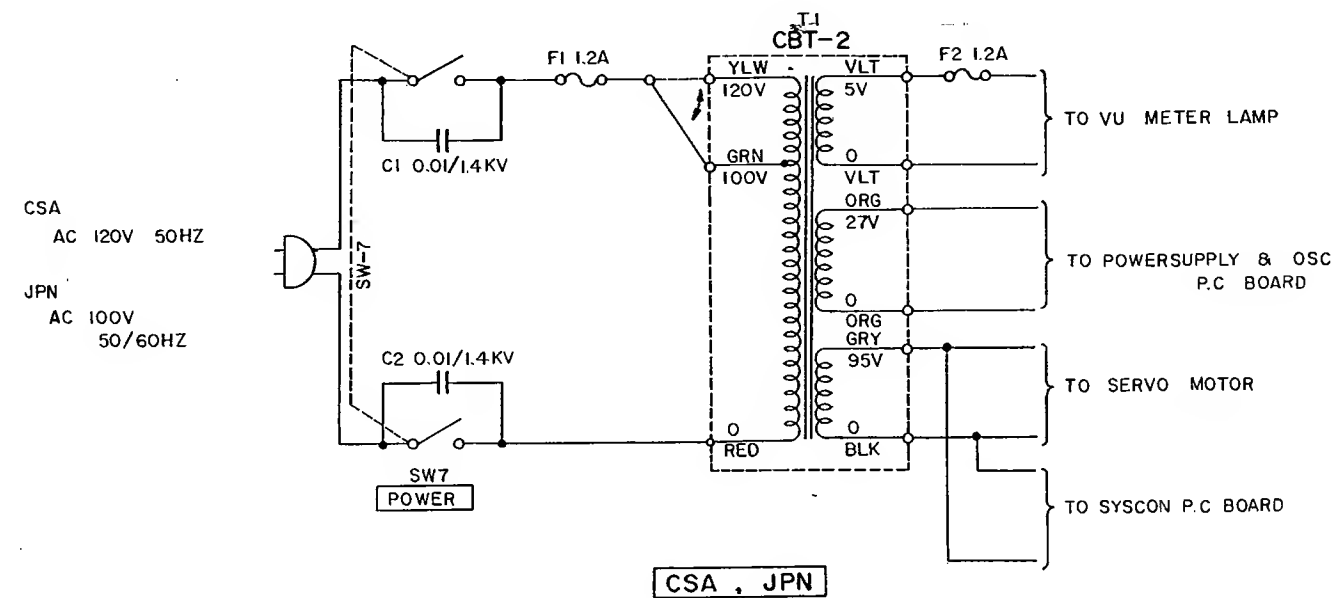 T1
CBT-2
F1 1.2A
YLW
120V
VLT
5V
F2 1.2A
TO VU METER LAMP
C1 0.01/1.4KV
GRN
100V
0
VLT
CSA
AC 120V 50HZ
JPN
AC 100V
50/60HZ
SW-7
ORG
27V
TO POWERSUPPLY & OSC
P.C BOARD
0
ORG
GRY
95V
C2 0.01/1.4KV
TO SERVO MOTOR
0
RED
0
BLK
SW7
POWER
TO SYSCON P.C BOARD
CSA , JPN